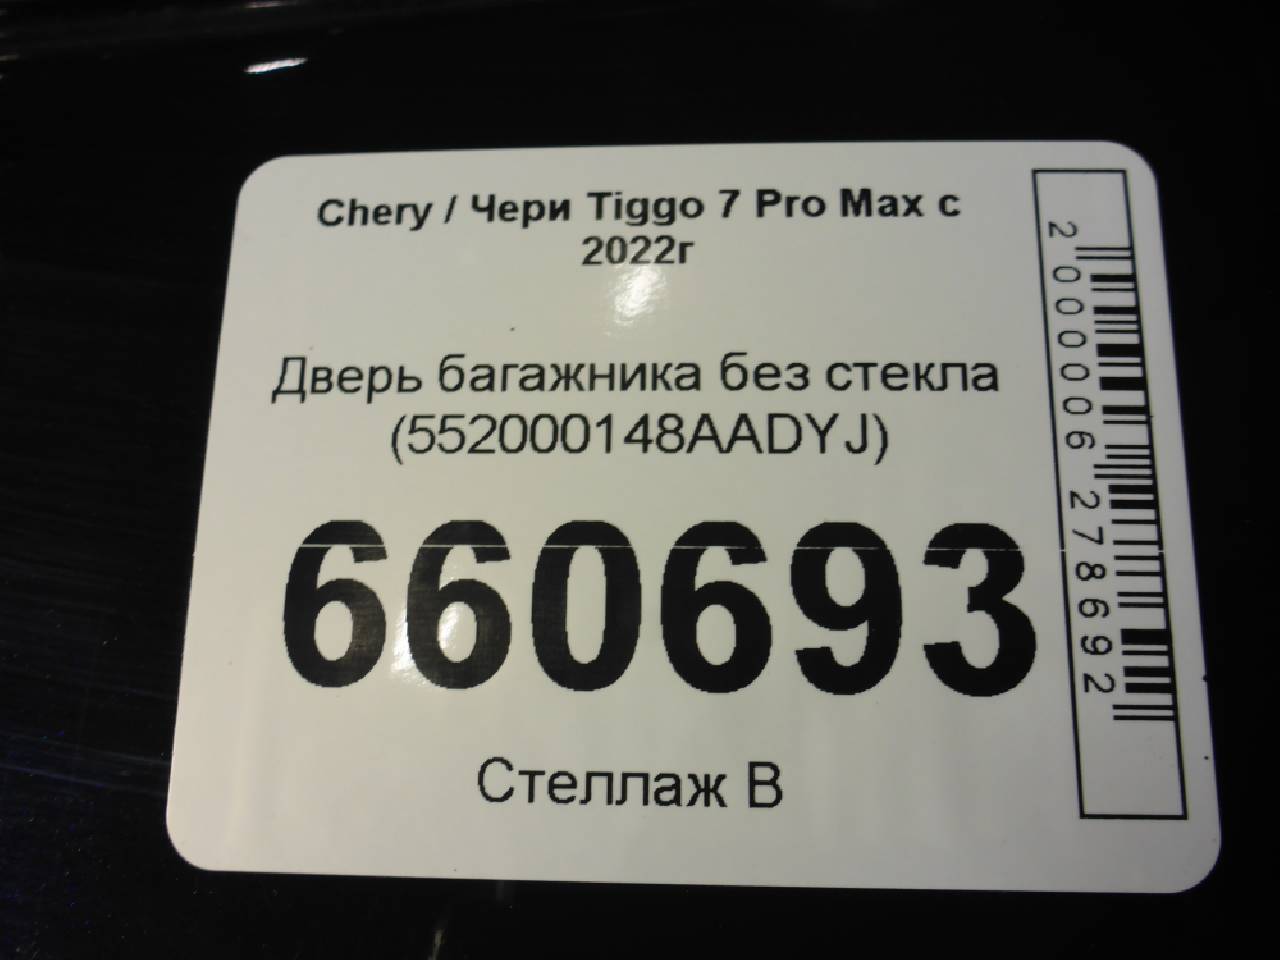 Chery / Чери Tiggo 7 Pro Max с
2022г
Дверь багажника без стекла
(552000148AADYJ)
660693
Стеллаж В
2000006278692